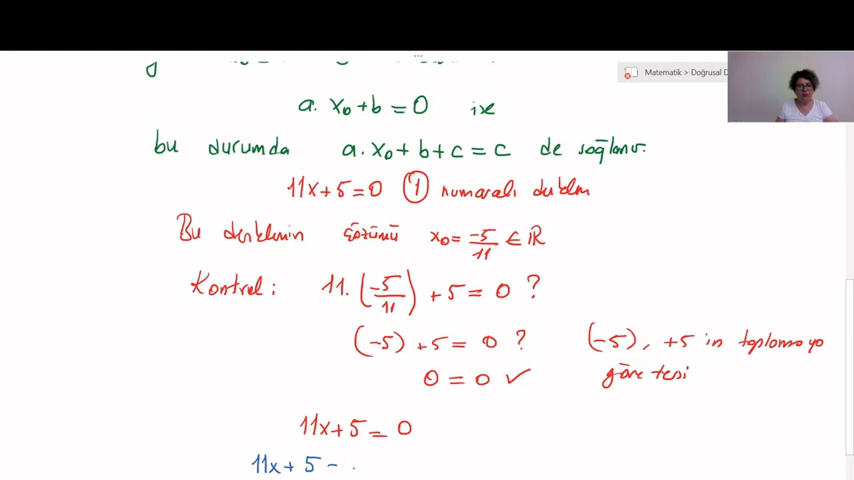 Matematik > Doğrusal D
a. x₀ + b = 0 ise
bu durumda a. x₀ + b + c = c de sağlanır.
11x + 5 = 0 ① numaralı denklem
Bu denklemin çözümü x₀ = -5/11 ∈ ℝ
Kontrol: 11. (-5/11) + 5 = 0 ?
(-5) + 5 = 0 ? (-5), +5 in toplamaya
0 = 0 ✓ göre tersi
11x + 5 = 0
11x + 5 -